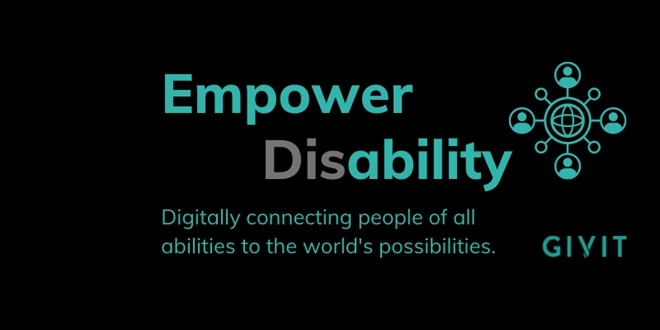 Empower
Disability
Digitally connecting people of all
abilities to the world's possibilities.
GIVIT